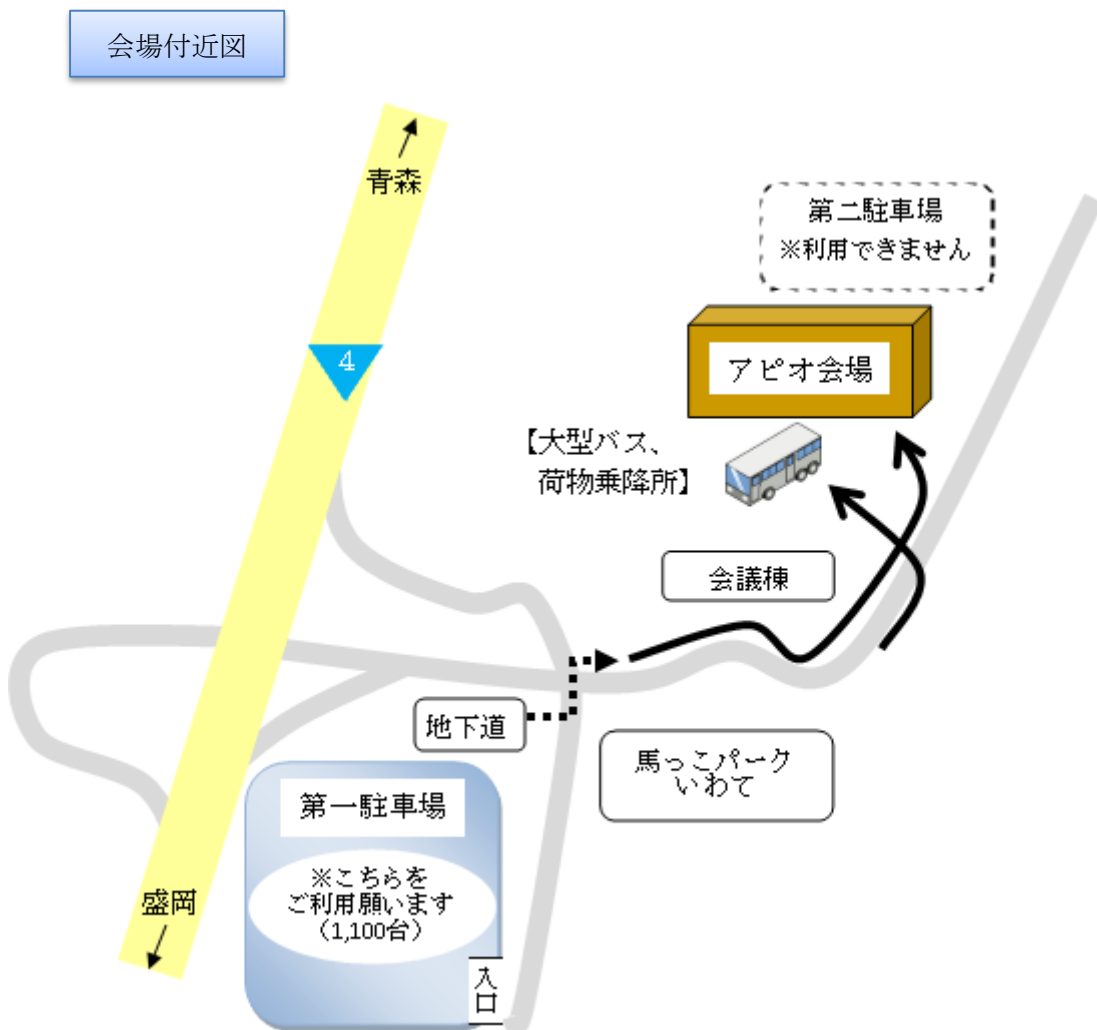 会場付近図
青森
第二駐車場
※利用できません
4
アピオ会場
【大型バス、
荷物乗降所】
会議棟
地下道
馬っこパーク
いわて
第一駐車場
※こちらを
ご利用願います
（1,100台）
盛岡
入口